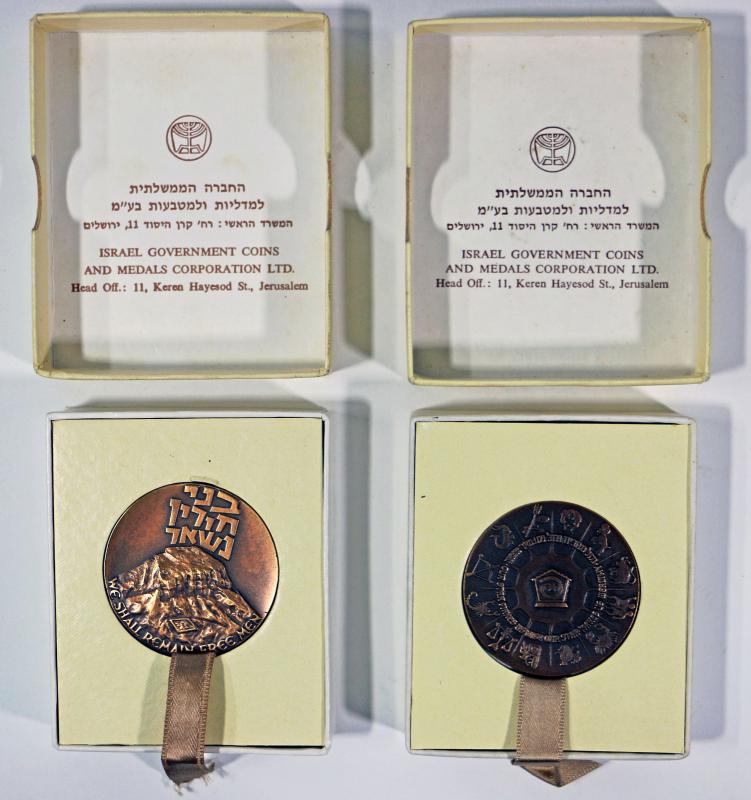 החברה הממשלתית
למדליות ולמטבעות בע״מ
המשרד הראשי : רח׳ קרן היסוד 11, ירושלים
ISRAEL GOVERNMENT COINS
AND MEDALS CORPORATION LTD.
Head Off.: 11, Keren Hayesod St., Jerusalem
החברה הממשלתית
למדליות ולמטבעות בע״מ
המשרד הראשי : רח׳ קרן היסוד 11, ירושלים
ISRAEL GOVERNMENT COINS
AND MEDALS CORPORATION LTD.
Head Off.: 11, Keren Hayesod St., Jerusalem
בני
חורין
נשאר
WE SHALL REMAIN FREE MEN